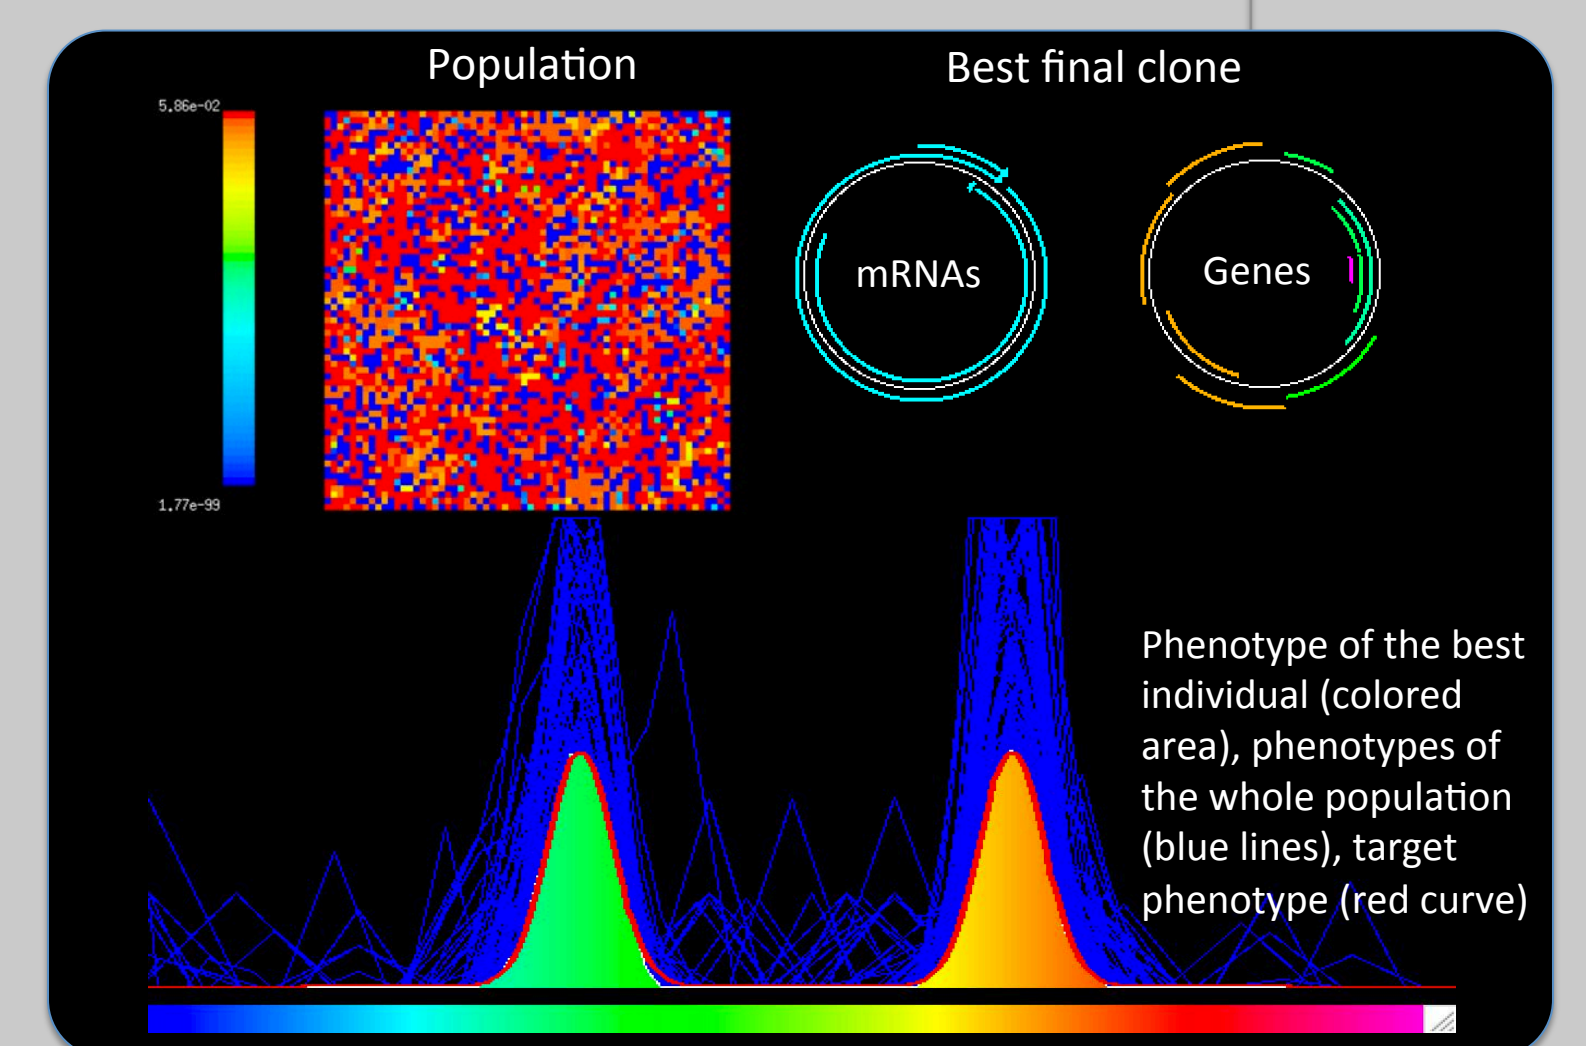 Population
Best final clone
5.86e-02
mRNAs
Genes
1.77e-99
Phenotype of the best
individual (colored
area), phenotypes of
the whole population
(blue lines), target
phenotype (red curve)